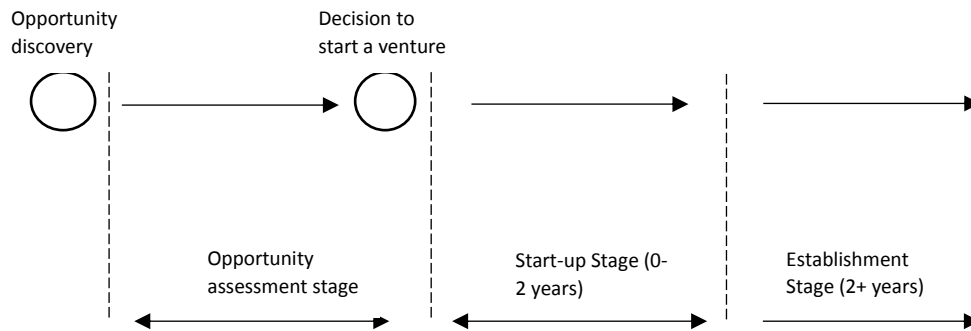 Opportunity
discovery
Decision to
start a venture
Opportunity
assessment stage
Start-up Stage (0-
2 years)
Establishment
Stage (2+ years)